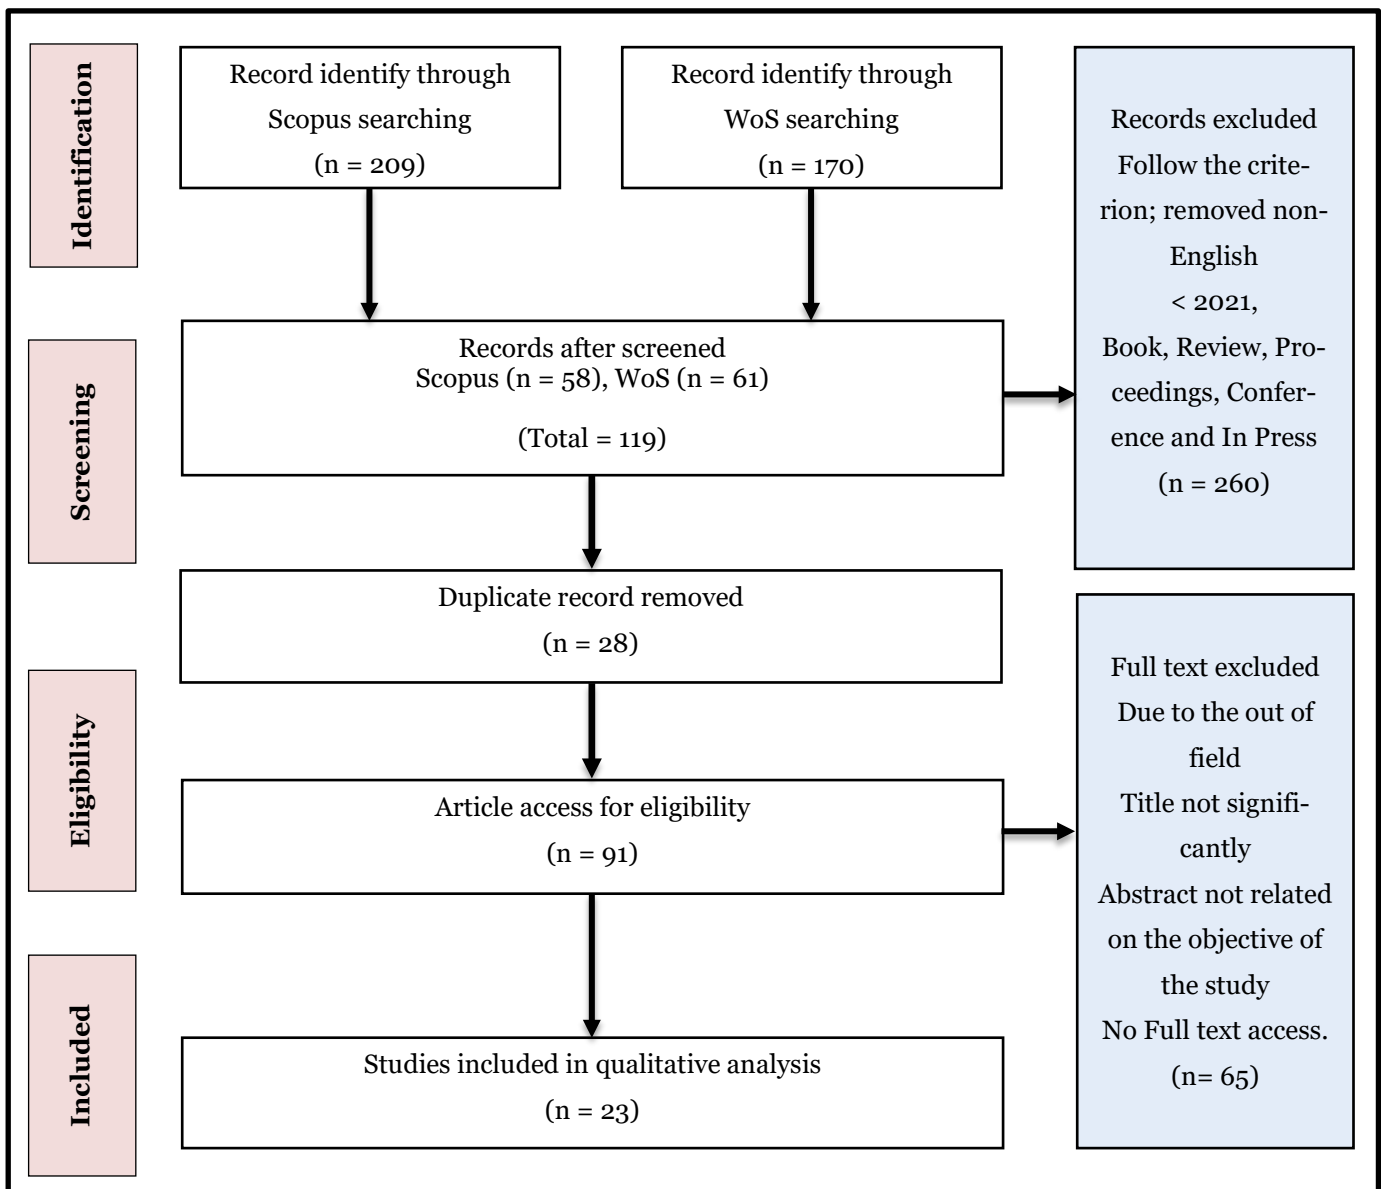 Identification
Record identify through
Scopus searching
(n = 209)
Record identify through
WoS searching
(n = 170)
Records excluded
Follow the crite-
rion; removed non-
English
< 2021,
Book, Review, Pro-
ceedings, Confer-
ence and In Press
(n = 260)
Screening
Records after screened
Scopus (n = 58), WoS (n = 61)
(Total = 119)
Duplicate record removed
(n = 28)
Eligibility
Article access for eligibility
(n = 91)
Full text excluded
Due to the out of
field
Title not signifi-
cantly
Abstract not related
on the objective of
the study
No Full text access.
(n= 65)
Included
Studies included in qualitative analysis
(n = 23)